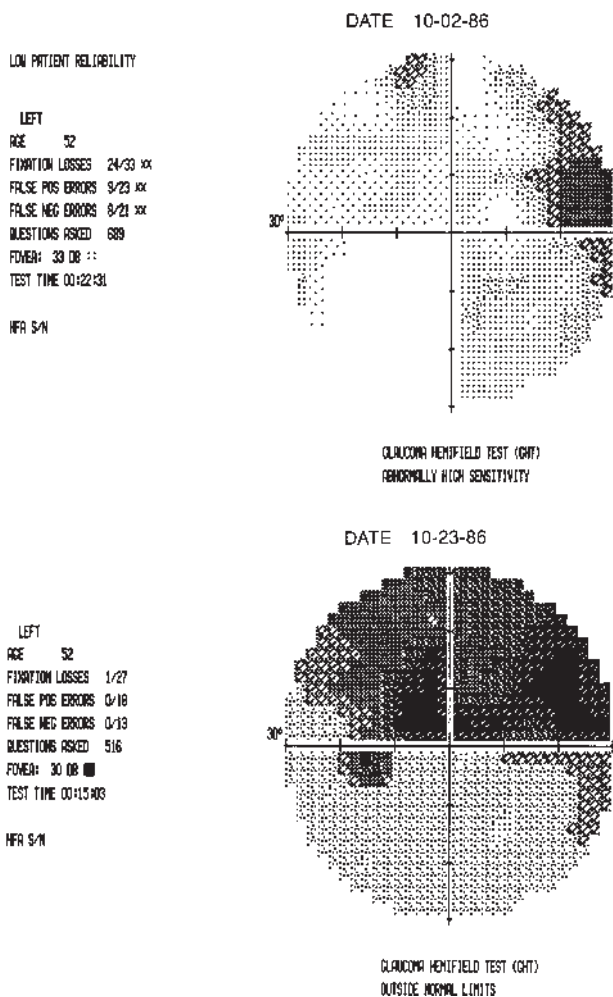 DATE 10-02-86
LOW PATIENT RELIABILITY
LEFT
AGE 52
FIXATION LOSSES 24/33 xx
FALSE POS ERRORS 9/23 xx
FALSE NEG ERRORS 8/21 xx
QUESTIONS ASKED 689
FOVEA: 33 DB ::
TEST TIME 00:22:31
HFA S/N
30°
GLAUCOMA HEMIFIELD TEST (GHT)
ABNORMALLY HIGH SENSITIVITY
DATE 10-23-86
LEFT
AGE 52
FIXATION LOSSES 1/27
FALSE POS ERRORS 0/18
FALSE NEG ERRORS 0/13
QUESTIONS ASKED 516
FOVEA: 30 DB ■
TEST TIME 00:15:03
HFA S/N
30°
GLAUCOMA HEMIFIELD TEST (GHT)
OUTSIDE NORMAL LIMITS